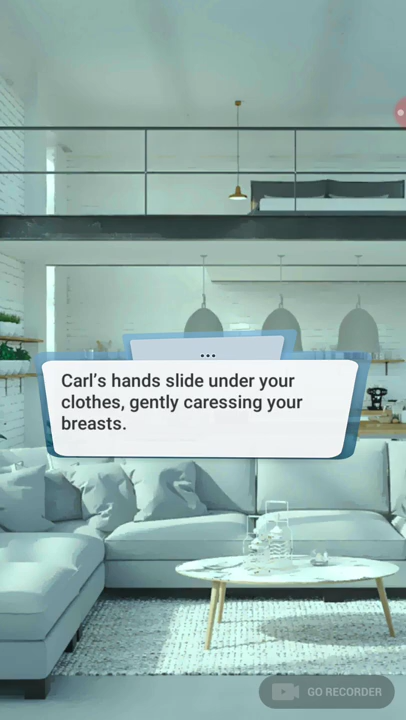 ...
Carl’s hands slide under your
clothes, gently caressing your
breasts.
GO RECORDER